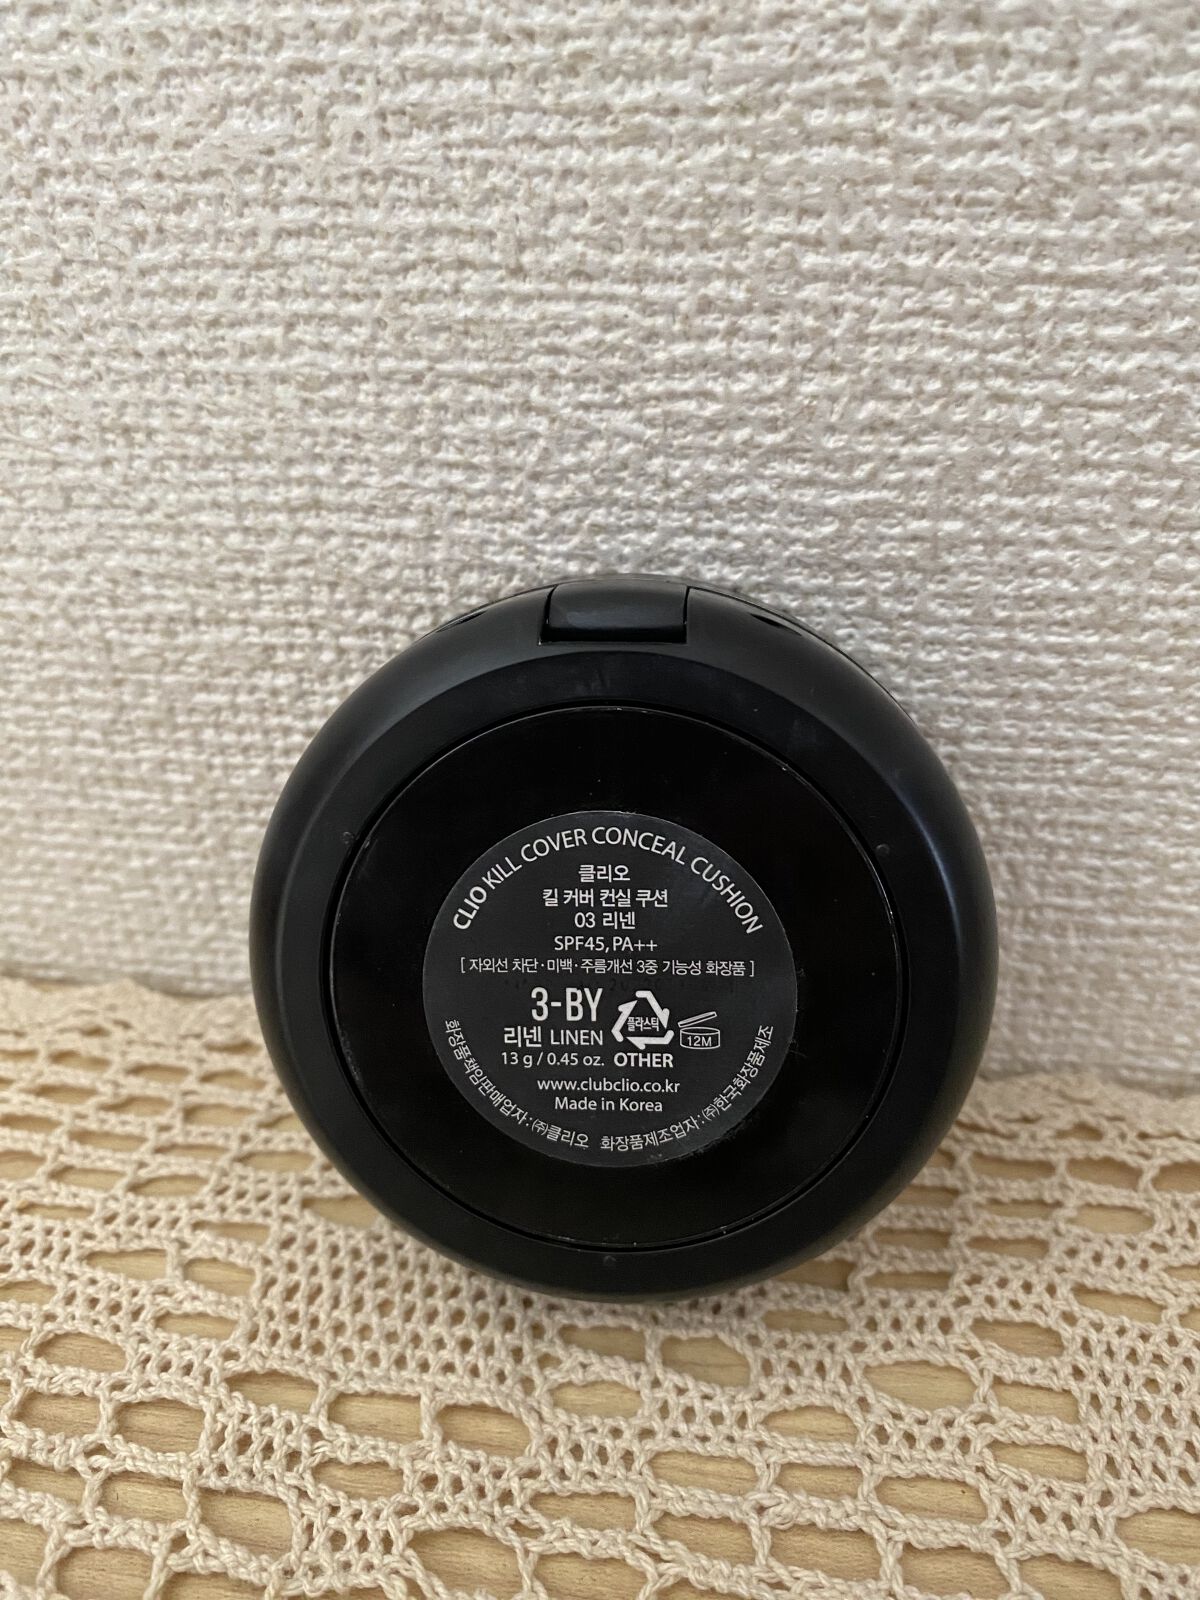 CLIO KILL COVER CONCEAL CUSHION
클리오
킬 커버 컨실 쿠션
03 리넨
SPF45, PA++
[ 자외선 차단·미백·주름개선 3중 기능성 화장품 ]
3-BY
리넨 LINEN
13 g / 0.45 oz.
플라스틱
OTHER
12M
www.clubclio.co.kr
Made in Korea
화장품책임판매업자 : ㈜클리오 화장품제조업자 : ㈜한국화장품제조